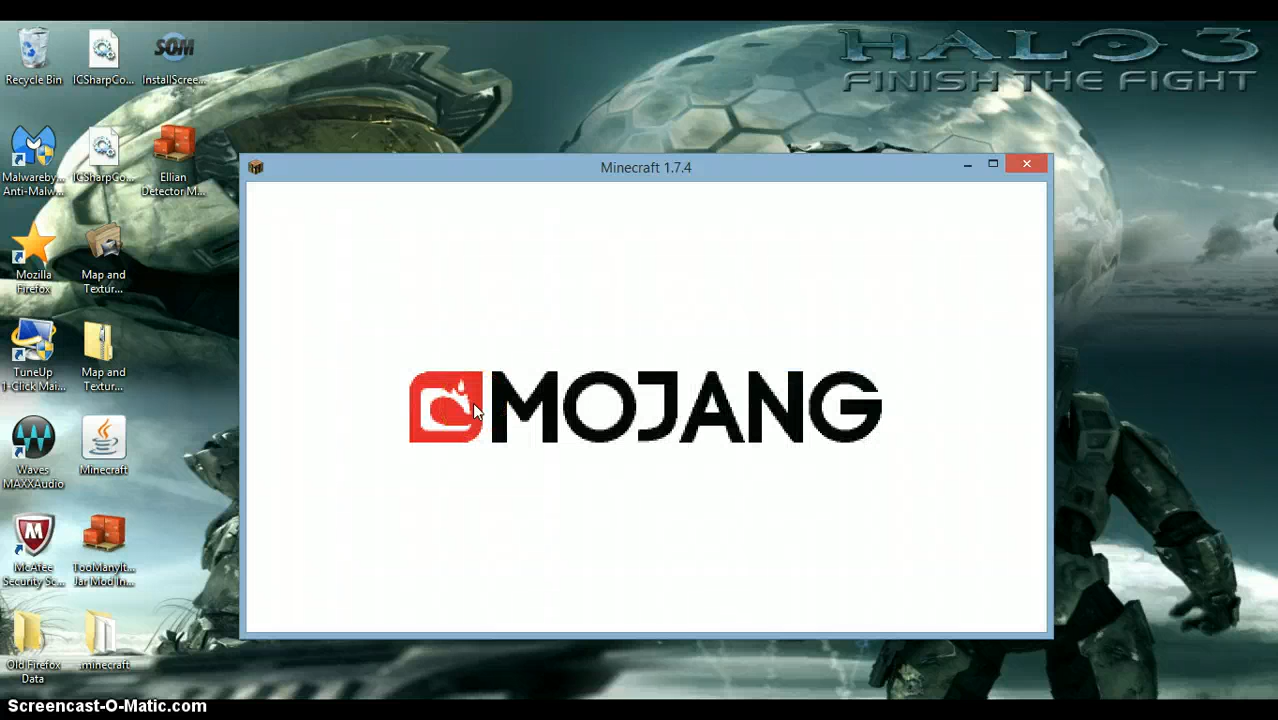 HALO 3
FINISH THE FIGHT
Recycle Bin
ICSharpCo...
SOM
InstallScree...
Malwareby...
Anti-Malw...
ICSharpCo...
Ellian
Detector M...
Minecraft 1.7.4
Mozilla
Firefox
Map and
Textur...
MOJANG
TuneUp
1-Click Mai...
Map and
Textur...
Waves
MAXXAudio
Minecraft
McAfee
Security Sc...
TooManyIt...
Jar Mod In...
Old Firefox
Data
.minecraft
Screencast-O-Matic.com